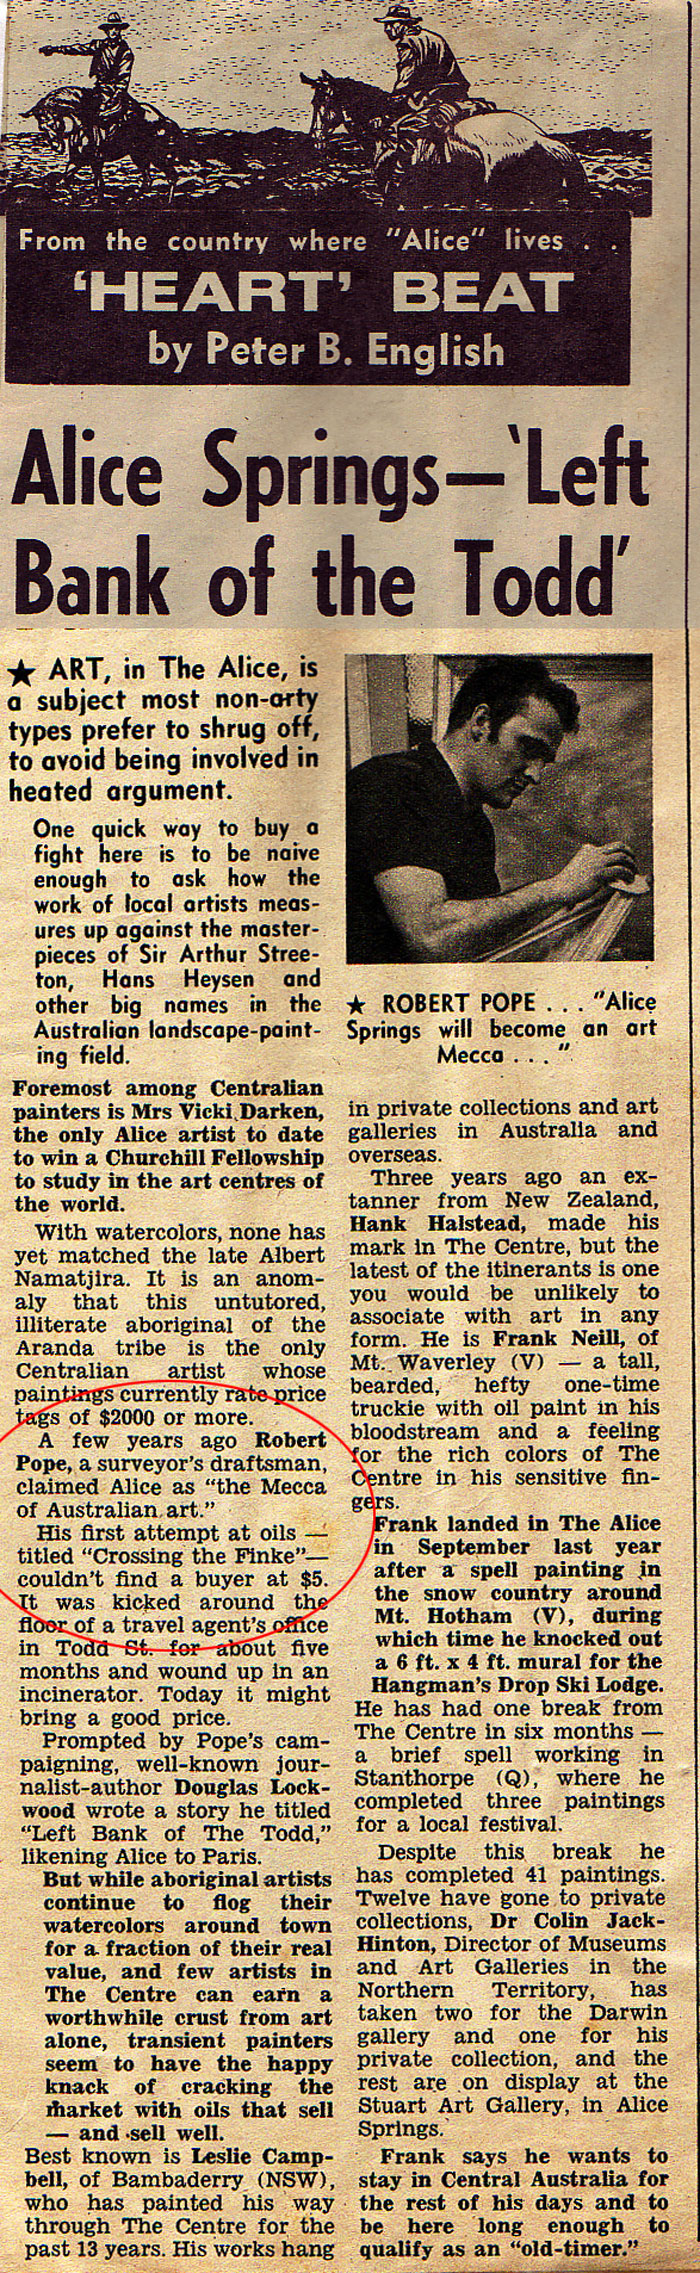 From the country where "Alice" lives . .
'HEART' BEAT
by Peter B. English
Alice Springs—'Left
Bank of the Todd'
★ ART, in The Alice, is
a subject most non-arty
types prefer to shrug off,
to avoid being involved in
heated argument.
One quick way to buy a
fight here is to be naive
enough to ask how the
work of local artists meas-
ures up against the master-
pieces of Sir Arthur Stree-
ton, Hans Heysen and
other big names in the
Australian landscape-paint-
ing field.
Foremost among Centralian
painters is Mrs Vicki Darken,
the only Alice artist to date
to win a Churchill Fellowship
to study in the art centres of
the world.
With watercolors, none has
yet matched the late Albert
Namatjira. It is an anom-
aly that this untutored,
illiterate aboriginal of the
Aranda tribe is the only
Centralian artist whose
paintings currently rate price
tags of $2000 or more.
A few years ago Robert
Pope, a surveyor's draftsman,
claimed Alice as "the Mecca
of Australian art."
His first attempt at oils —
titled "Crossing the Finke"—
couldn't find a buyer at $5.
It was kicked around the
floor of a travel agent's office
in Todd St. for about five
months and wound up in an
incinerator. Today it might
bring a good price.
Prompted by Pope's cam-
paigning, well-known jour-
nalist-author Douglas Lock-
wood wrote a story he titled
"Left Bank of The Todd,"
likening Alice to Paris.
But while aboriginal artists
continue to flog their
watercolors around town
for a fraction of their real
value, and few artists in
The Centre can earn a
worthwhile crust from art
alone, transient painters
seem to have the happy
knack of cracking the
market with oils that sell
— and sell well.
Best known is Leslie Camp-
bell, of Bambaderry (NSW),
who has painted his way
through The Centre for the
past 13 years. His works hang
★ ROBERT POPE . . . "Alice
Springs will become an art
Mecca . . ."
in private collections and art
galleries in Australia and
overseas.
Three years ago an ex-
tanner from New Zealand,
Hank Halstead, made his
mark in The Centre, but the
latest of the itinerants is one
you would be unlikely to
associate with art in any
form. He is Frank Neill, of
Mt. Waverley (V) — a tall,
bearded, hefty one-time
truckie with oil paint in his
bloodstream and a feeling
for the rich colors of The
Centre in his sensitive fin-
gers.
Frank landed in The Alice
in September last year
after a spell painting in
the snow country around
Mt. Hotham (V), during
which time he knocked out
a 6 ft. x 4 ft. mural for the
Hangman's Drop Ski Lodge.
He has had one break from
The Centre in six months —
a brief spell working in
Stanthorpe (Q), where he
completed three paintings
for a local festival.
Despite this break he
has completed 41 paintings.
Twelve have gone to private
collections, Dr Colin Jack-
Hinton, Director of Museums
and Art Galleries in the
Northern Territory, has
taken two for the Darwin
gallery and one for his
private collection, and the
rest are on display at the
Stuart Art Gallery, in Alice
Springs.
Frank says he wants to
stay in Central Australia for
the rest of his days and to
be here long enough to
qualify as an "old-timer."